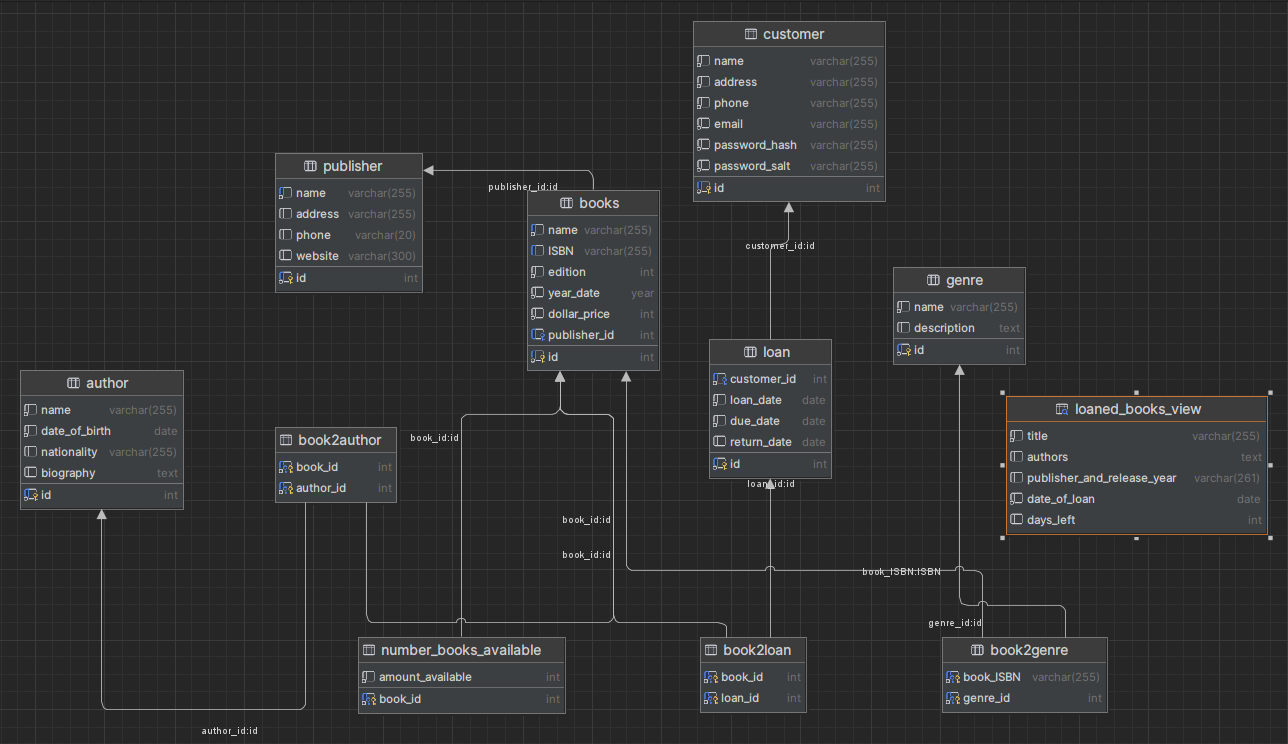 customer
name varchar(255)
address varchar(255)
phone varchar(255)
email varchar(255)
password_hash varchar(255)
password_salt varchar(255)
id int
publisher
name varchar(255)
address varchar(255)
phone varchar(20)
website varchar(300)
id int
publisher_id:id
books
name varchar(255)
ISBN varchar(255)
edition int
year_date year
dollar_price int
publisher_id int
id int
customer_id:id
genre
name varchar(255)
description text
id int
loan
customer_id int
loan_date date
due_date date
return_date date
id int
loan_id:id
author
name varchar(255)
date_of_birth date
nationality varchar(255)
biography text
id int
book2author
book_id int
author_id int
book_id:id
loaned_books_view
title varchar(255)
authors text
publisher_and_release_year varchar(261)
date_of_loan date
days_left int
book_id:id
book_id:id
book_ISBN:ISBN
genre_id:id
number_books_available
amount_available int
book_id int
book2loan
book_id int
loan_id int
book2genre
book_ISBN varchar(255)
genre_id int
author_id:id